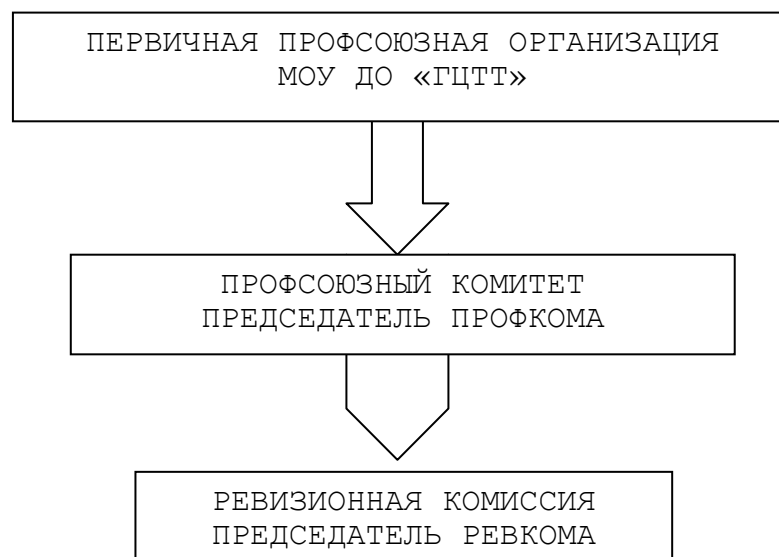 ПЕРВИЧНАЯ ПРОФСОЮЗНАЯ ОРГАНИЗАЦИЯ
МОУ ДО «ГЦТТ»
ПРОФСОЮЗНЫЙ КОМИТЕТ
ПРЕДСЕДАТЕЛЬ ПРОФКОМА
РЕВИЗИОННАЯ КОМИССИЯ
ПРЕДСЕДАТЕЛЬ РЕВКОМА